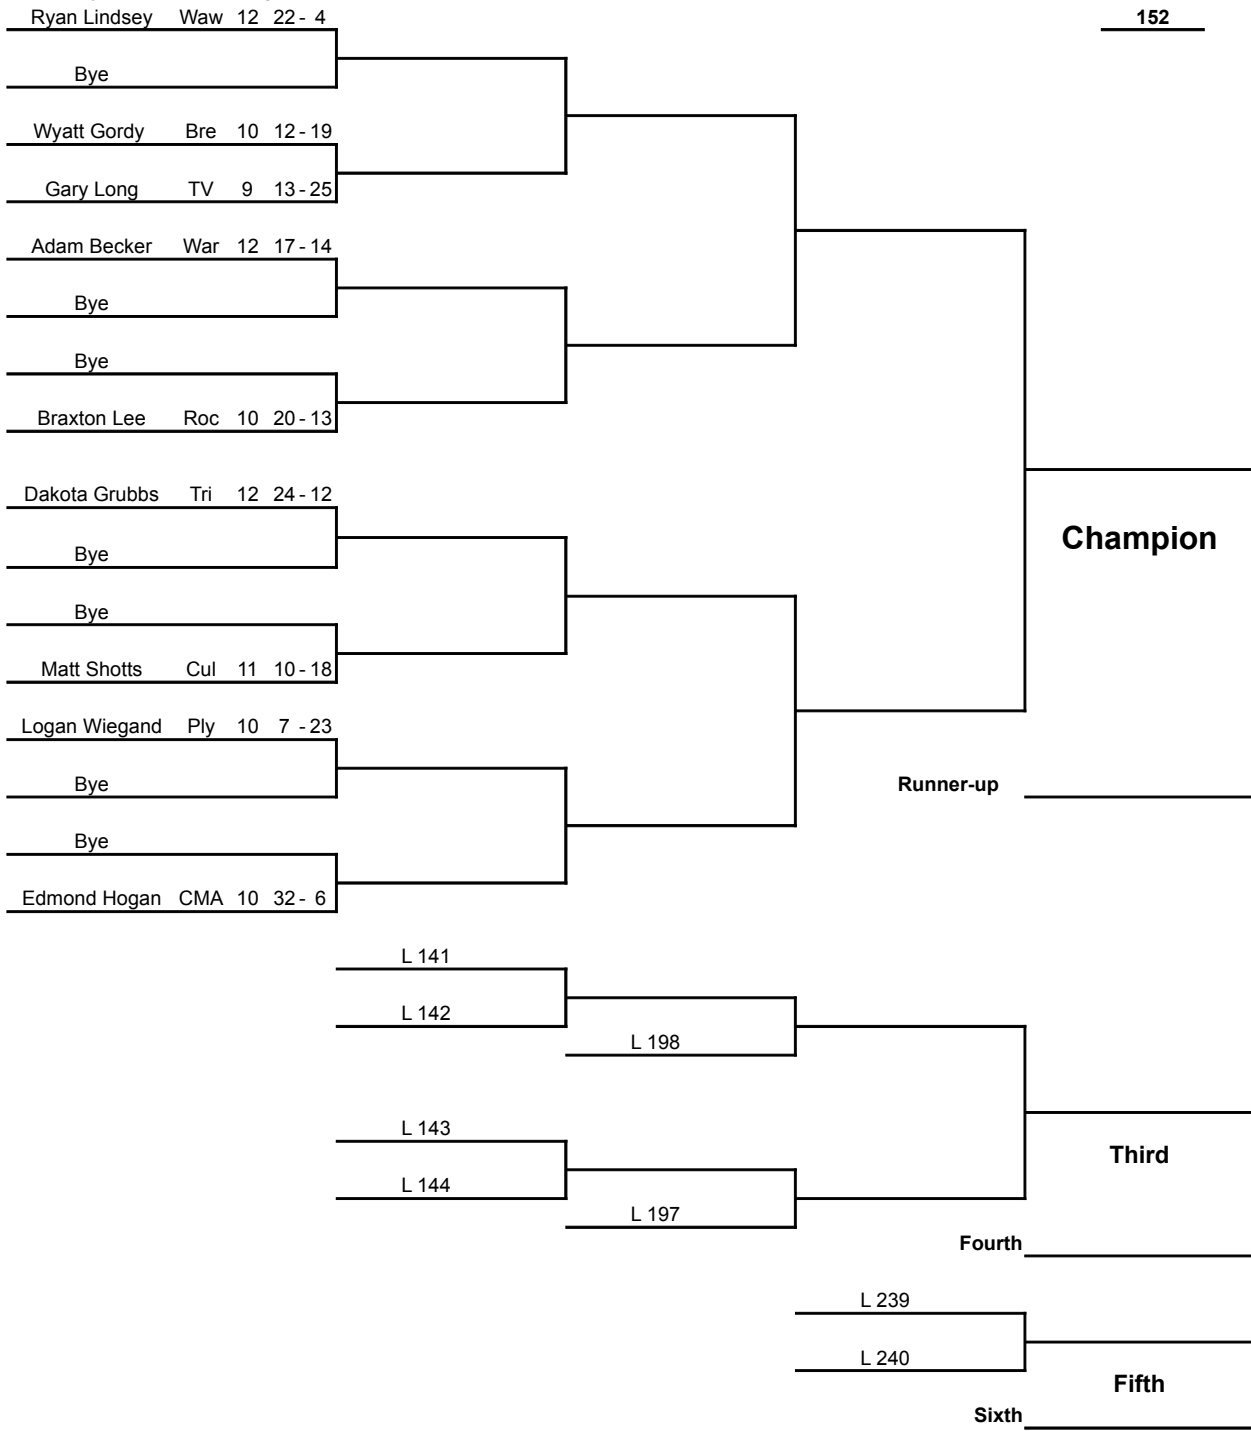 Ryan Lindsey Waw 12 22 - 4
152
Bye
Wyatt Gordy Bre 10 12 - 19
Gary Long TV 9 13 - 25
Adam Becker War 12 17 - 14
Bye
Bye
Braxton Lee Roc 10 20 - 13
Dakota Grubbs Tri 12 24 - 12
Champion
Bye
Bye
Matt Shotts Cul 11 10 - 18
Logan Wiegand Ply 10 7 - 23
Bye
Runner-up
Bye
Edmond Hogan CMA 10 32 - 6
L 141
L 142
L 198
L 143
Third
L 144
L 197
Fourth
L 239
L 240
Fifth
Sixth